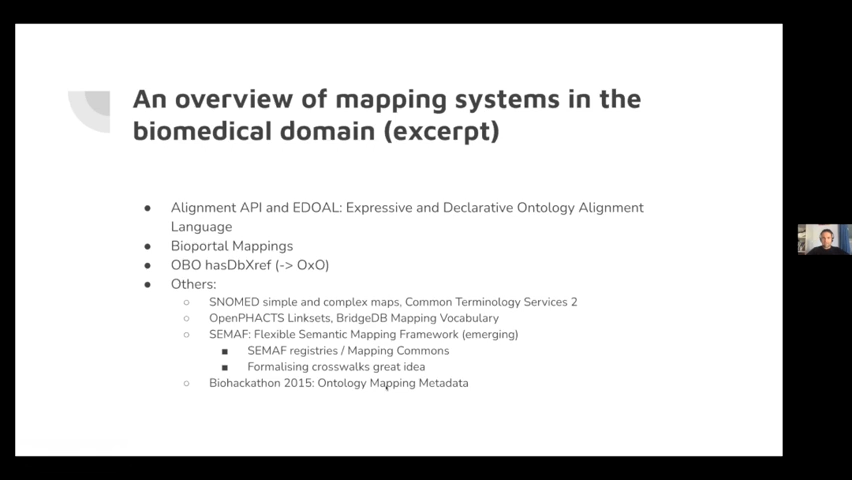 An overview of mapping systems in the
biomedical domain (excerpt)
● Alignment API and EDOAL: Expressive and Declarative Ontology Alignment
Language
● Bioportal Mappings
● OBO hasDbXref (-> OxO)
● Others:
○ SNOMED simple and complex maps, Common Terminology Services 2
○ OpenPHACTS Linksets, BridgeDB Mapping Vocabulary
○ SEMAF: Flexible Semantic Mapping Framework (emerging)
■ SEMAF registries / Mapping Commons
■ Formalising crosswalks great idea
○ Biohackathon 2015: Ontology Mapping Metadata